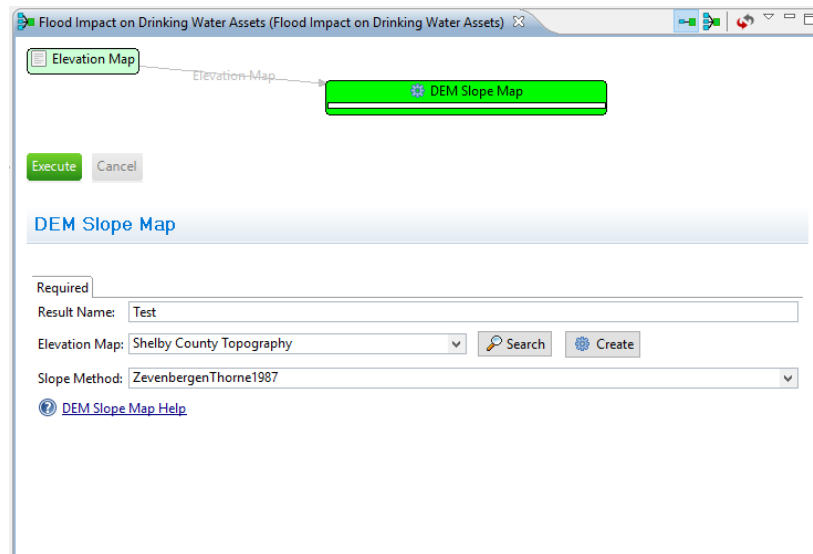 Flood Impact on Drinking Water Assets (Flood Impact on Drinking Water Assets)
Elevation Map
Elevation Map
DEM Slope Map
Execute Cancel
DEM Slope Map
Required
Result Name: Test
Elevation Map: Shelby County Topography Search Create
Slope Method: ZevenbergenThorne1987
DEM Slope Map Help